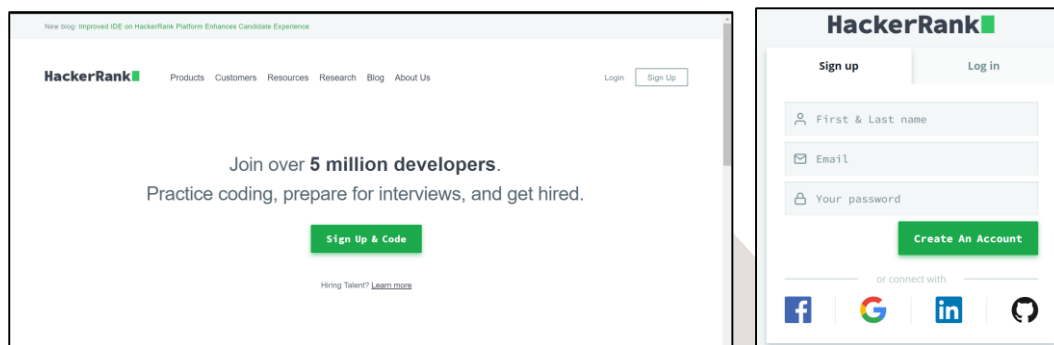 New blog: Improved IDE on HackerRank Platform Enhances Candidate Experience
HackerRank
Products Customers Resources Research Blog About Us
Login Sign Up
Join over 5 million developers.
Practice coding, prepare for interviews, and get hired.
Sign Up & Code
Hiring Talent? Learn more
HackerRank
Sign up Log in
First & Last name
Email
Your password
Create An Account
or connect with
f G in